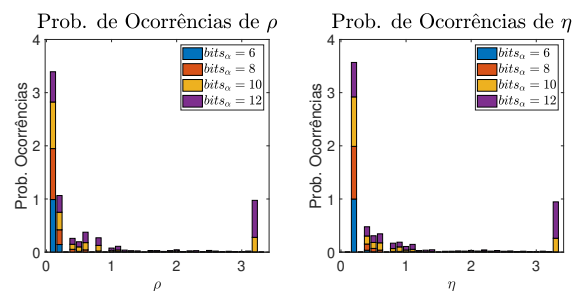 Prob. de Ocorrências de ρ
4
3
2
1
0
Prob. Ocorrências
0 1 2 3
ρ
bits_α = 6
bits_α = 8
bits_α = 10
bits_α = 12
Prob. de Ocorrências de η
4
3
2
1
0
Prob. Ocorrências
0 1 2 3
η
bits_α = 6
bits_α = 8
bits_α = 10
bits_α = 12